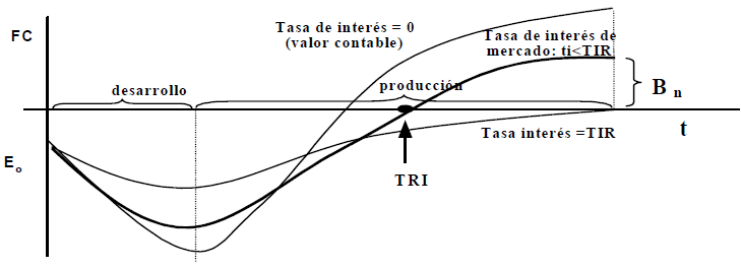 FC
Tasa de interés = 0
(valor contable)
Tasa de interés de
mercado: ti<TIR
desarrollo
producción
B n
t
Tasa interés =TIR
E o
TRI